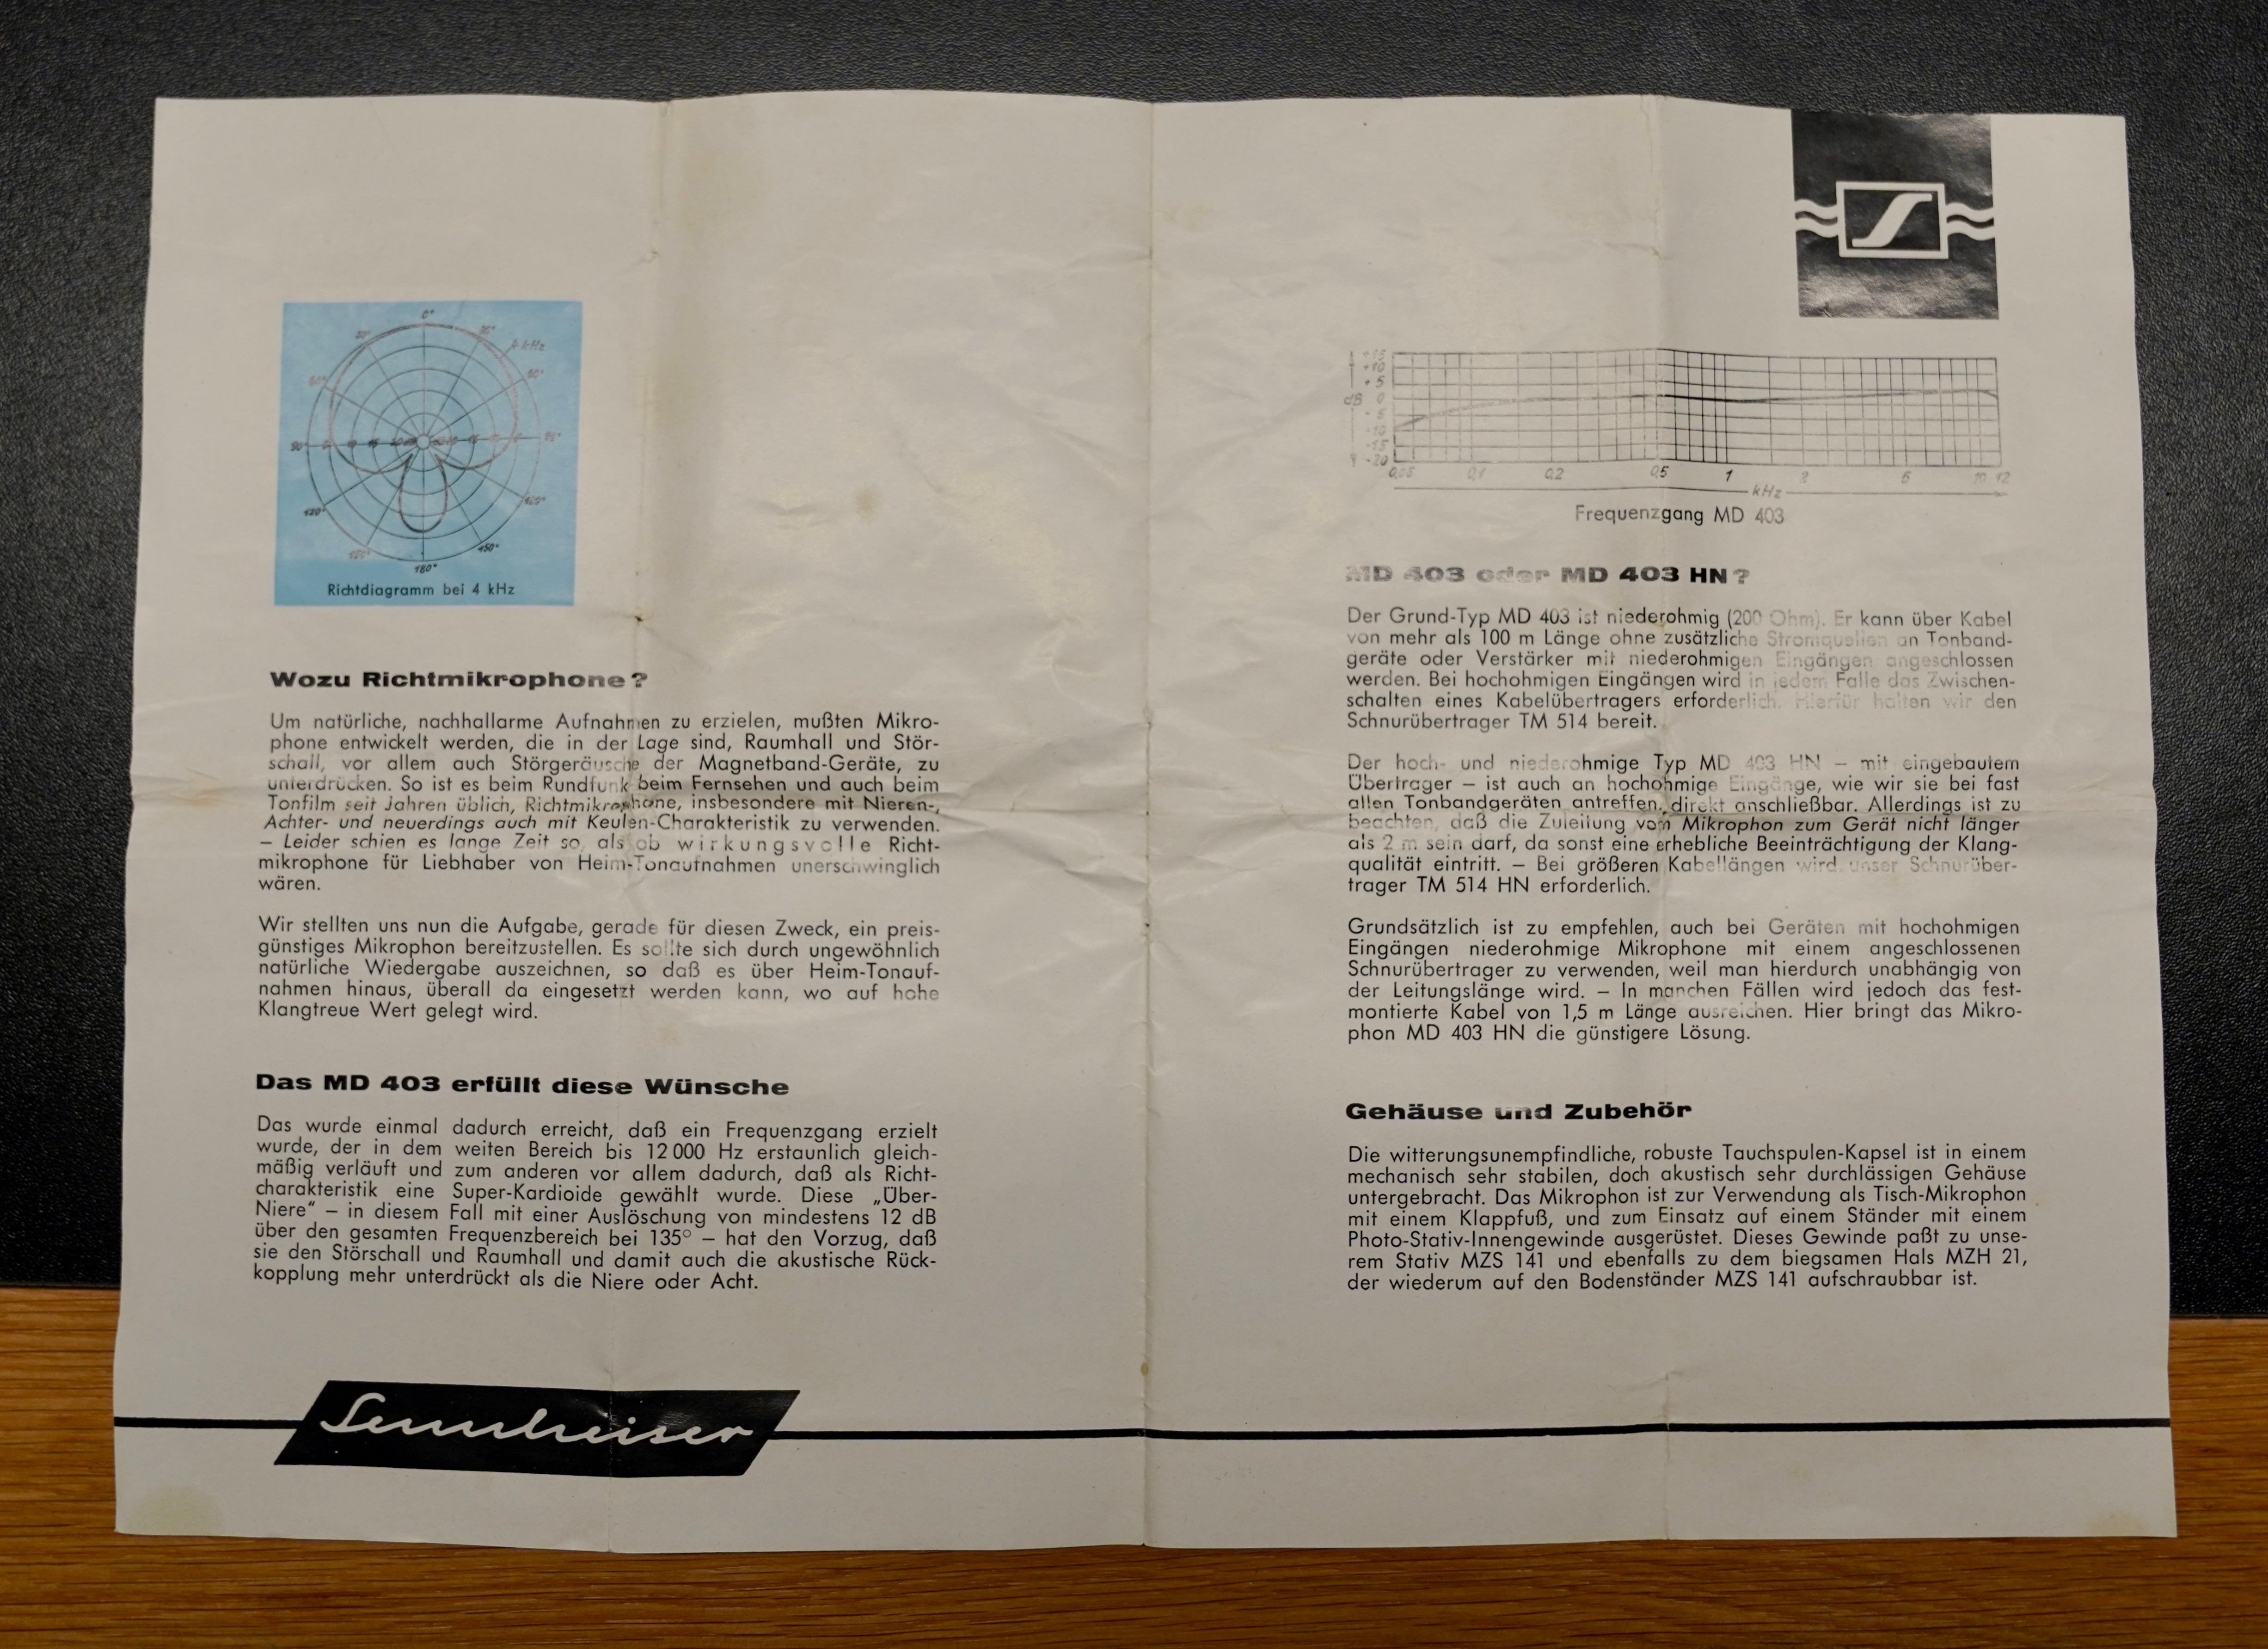 0°
30°
4 kHz
60°
60°
90°
90°
120°
150°
180°
Richtdiagramm bei 4 kHz
Wozu Richtmikrophone?
Um natürliche, nachhallarme Aufnahmen zu erzielen, mußten Mikro-
phone entwickelt werden, die in der Lage sind, Raumhall und Stör-
schall, vor allem auch Störgeräusche der Magnetband-Geräte, zu
unterdrücken. So ist es beim Rundfunk beim Fernsehen und auch beim
Tonfilm seit Jahren üblich, Richtmikrophone, insbesondere mit Nieren-,
Achter- und neuerdings auch mit Keulen-Charakteristik zu verwenden.
– Leider schien es lange Zeit so, als ob wirkungsvolle Richt-
mikrophone für Liebhaber von Heim-Tonaufnahmen unerschwinglich
wären.
Wir stellten uns nun die Aufgabe, gerade für diesen Zweck, ein preis-
günstiges Mikrophon bereitzustellen. Es sollte sich durch ungewöhnlich
natürliche Wiedergabe auszeichnen, so daß es über Heim-Tonauf-
nahmen hinaus, überall da eingesetzt werden kann, wo auf hohe
Klangtreue Wert gelegt wird.
Das MD 403 erfüllt diese Wünsche
Das wurde einmal dadurch erreicht, daß ein Frequenzgang erzielt
wurde, der in dem weiten Bereich bis 12 000 Hz erstaunlich gleich-
mäßig verläuft und zum anderen vor allem dadurch, daß als Richt-
charakteristik eine Super-Kardioide gewählt wurde. Diese „Über-
Niere“ – in diesem Fall mit einer Auslöschung von mindestens 12 dB
über den gesamten Frequenzbereich bei 135° – hat den Vorzug, daß
sie den Störschall und Raumhall und damit auch die akustische Rück-
kopplung mehr unterdrückt als die Niere oder Acht.
Sennheiser
+15
+10
+5
dB 0
-5
-10
-15
-20
0,05 0,1 0,2 0,5 1 2 5 10 12
kHz
Frequenzgang MD 403
MD 403 oder MD 403 HN?
Der Grund-Typ MD 403 ist niederohmig (200 Ohm). Er kann über Kabel
von mehr als 100 m Länge ohne zusätzliche Stromquellen an Tonband-
geräte oder Verstärker mit niederohmigen Eingängen angeschlossen
werden. Bei hochohmigen Eingängen wird in jedem Falle das Zwischen-
schalten eines Kabelübertragers erforderlich. Hierfür halten wir den
Schnurübertrager TM 514 bereit.
Der hoch- und niederohmige Typ MD 403 HN – mit eingebautem
Übertrager – ist auch an hochohmige Eingänge, wie wir sie bei fast
allen Tonbandgeräten antreffen, direkt anschließbar. Allerdings ist zu
beachten, daß die Zuleitung vom Mikrophon zum Gerät nicht länger
als 2 m sein darf, da sonst eine erhebliche Beeinträchtigung der Klang-
qualität eintritt. – Bei größeren Kabellängen wird unser Schnurüber-
trager TM 514 HN erforderlich.
Grundsätzlich ist zu empfehlen, auch bei Geräten mit hochohmigen
Eingängen niederohmige Mikrophone mit einem angeschlossenen
Schnurübertrager zu verwenden, weil man hierdurch unabhängig von
der Leitungslänge wird. – In manchen Fällen wird jedoch das fest-
montierte Kabel von 1,5 m Länge ausreichen. Hier bringt das Mikro-
phon MD 403 HN die günstigere Lösung.
Gehäuse und Zubehör
Die witterungsunempfindliche, robuste Tauchspulen-Kapsel ist in einem
mechanisch sehr stabilen, doch akustisch sehr durchlässigen Gehäuse
untergebracht. Das Mikrophon ist zur Verwendung als Tisch-Mikrophon
mit einem Klappfuß, und zum Einsatz auf einem Ständer mit einem
Photo-Stativ-Innengewinde ausgerüstet. Dieses Gewinde paßt zu unse-
rem Stativ MZS 141 und ebenfalls zu dem biegsamen Hals MZH 21,
der wiederum auf den Bodenständer MZS 141 aufschraubbar ist.